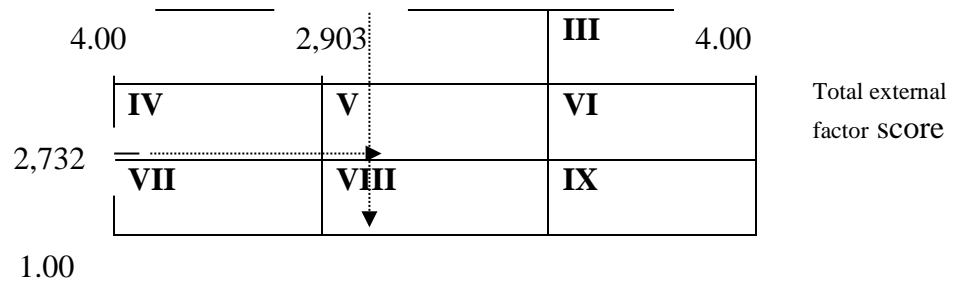 4.00 2,903 III 4.00
IV V VI
Total external
factor score
2,732
VII VIII IX
1.00